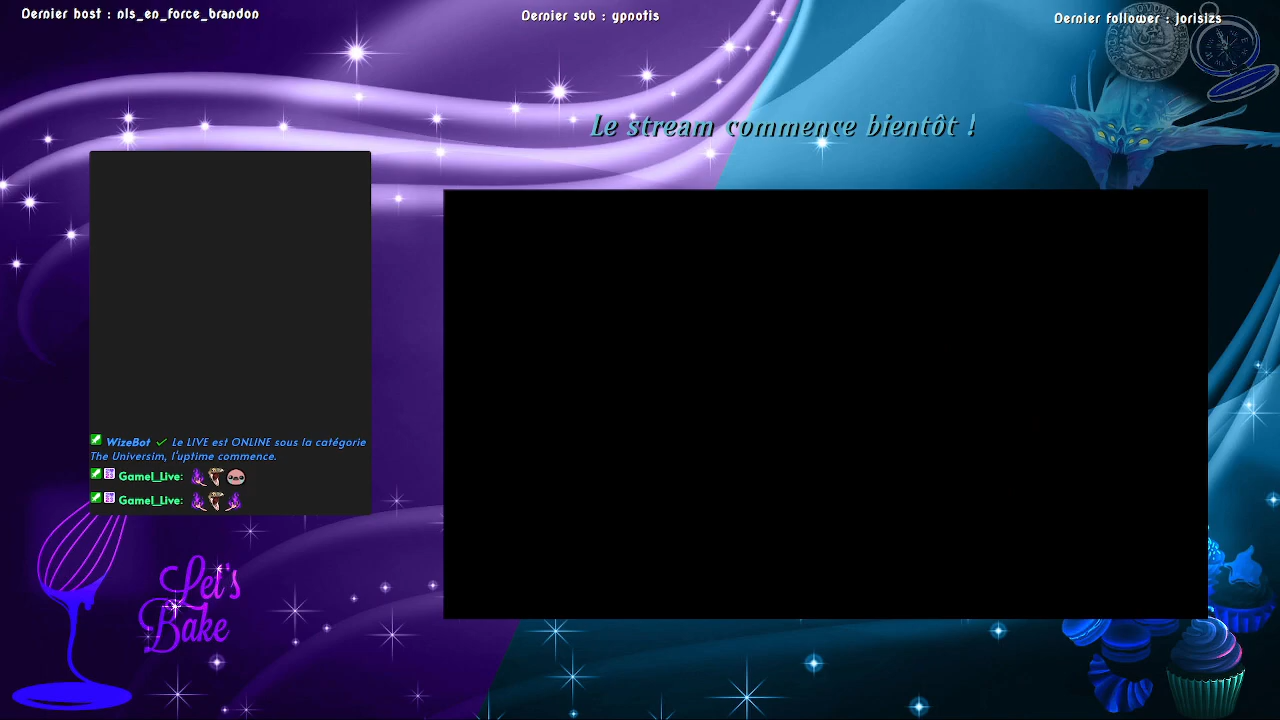 Dernier host : nls_en_force_brandon
Dernier sub : gpnotis
Dernier follower : jorisizs
Le stream commence bientôt !
WizeBot Le LIVE est ONLINE sous la catégorie
The Universim, l'uptime commence.
Gamel_Live:
Gamel_Live:
Let's
Bake